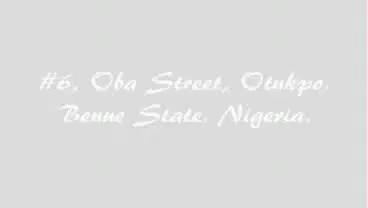 #6, Oba Street, Otukpo.
Benue State. Nigeria.